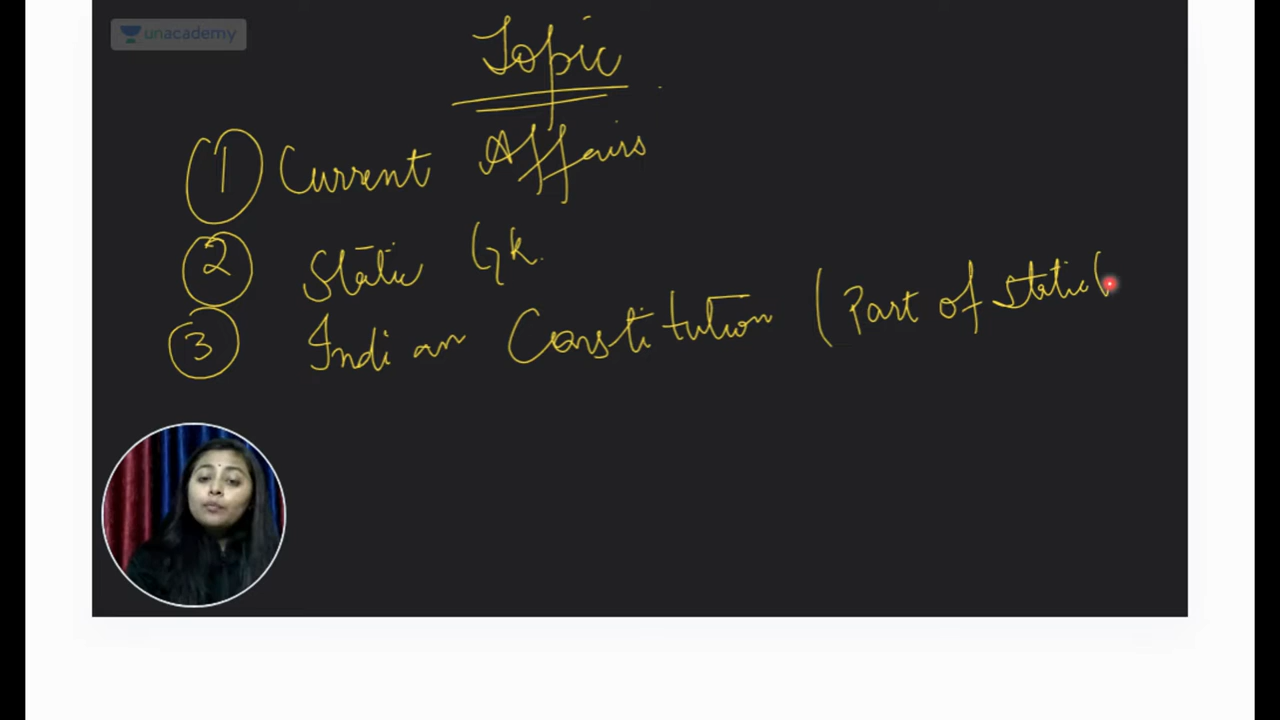 unacademy
Topic
① Current Affairs
② Static Gk.
③ Indian Constitution (Part of Static